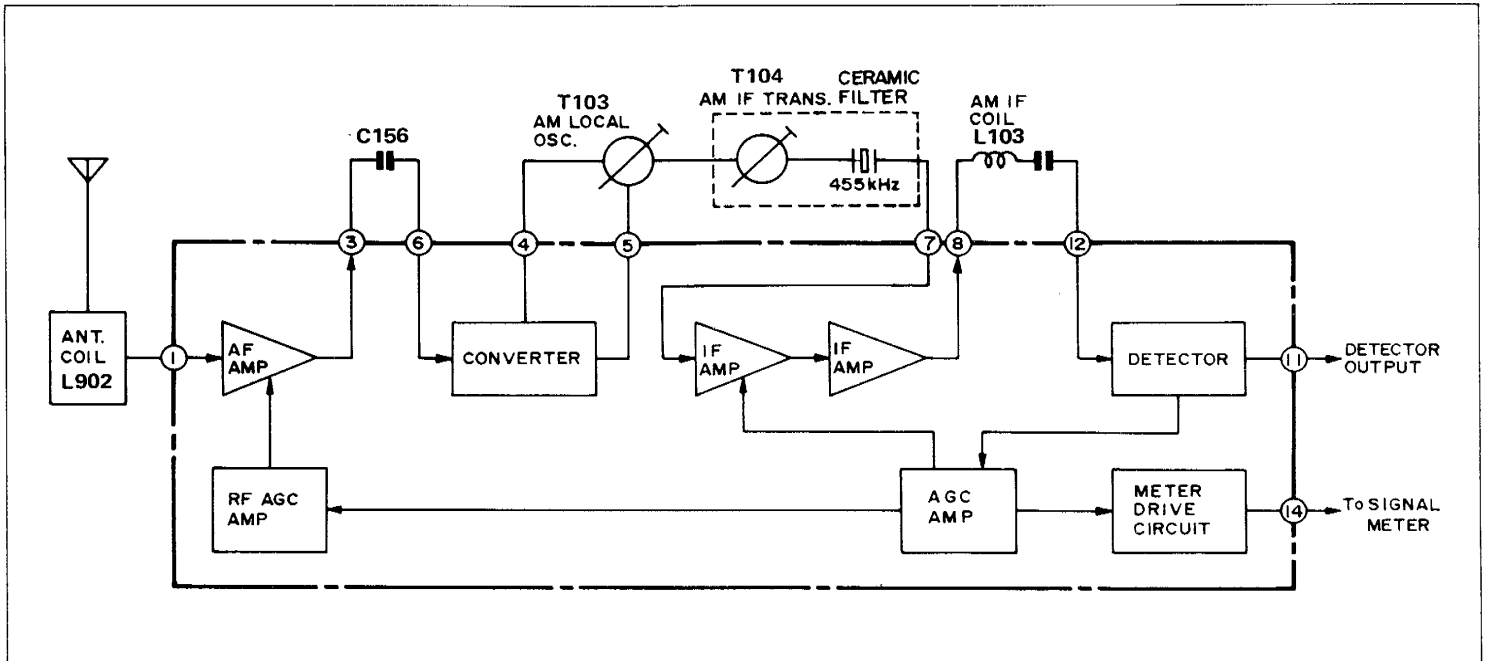 T104
CERAMIC
AM IF TRANS.
FILTER
T103
AM LOCAL
OSC.
AM IF
COIL
L103
C156
455kHz
3
6
4
5
7
8
12
ANT.
COIL
L902
1
AF
AMP
CONVERTER
IF
AMP
IF
AMP
DETECTOR
11
DETECTOR
OUTPUT
RF AGC
AMP
AGC
AMP
METER
DRIVE
CIRCUIT
14
To SIGNAL
METER